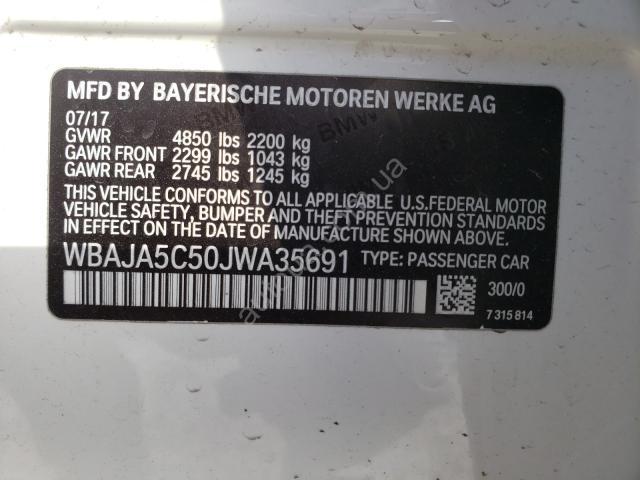 MFD BY BAYERISCHE MOTOREN WERKE AG
07/17
GVWR 4850 lbs 2200 kg
GAWR FRONT 2299 lbs 1043 kg
GAWR REAR 2745 lbs 1245 kg
THIS VEHICLE CONFORMS TO ALL APPLICABLE U.S.FEDERAL MOTOR
VEHICLE SAFETY, BUMPER AND THEFT PREVENTION STANDARDS
IN EFFECT ON THE DATE OF MANUFACTURE SHOWN ABOVE.
WBAJA5C50JWA35691 TYPE: PASSENGER CAR
300/0
7 315 814